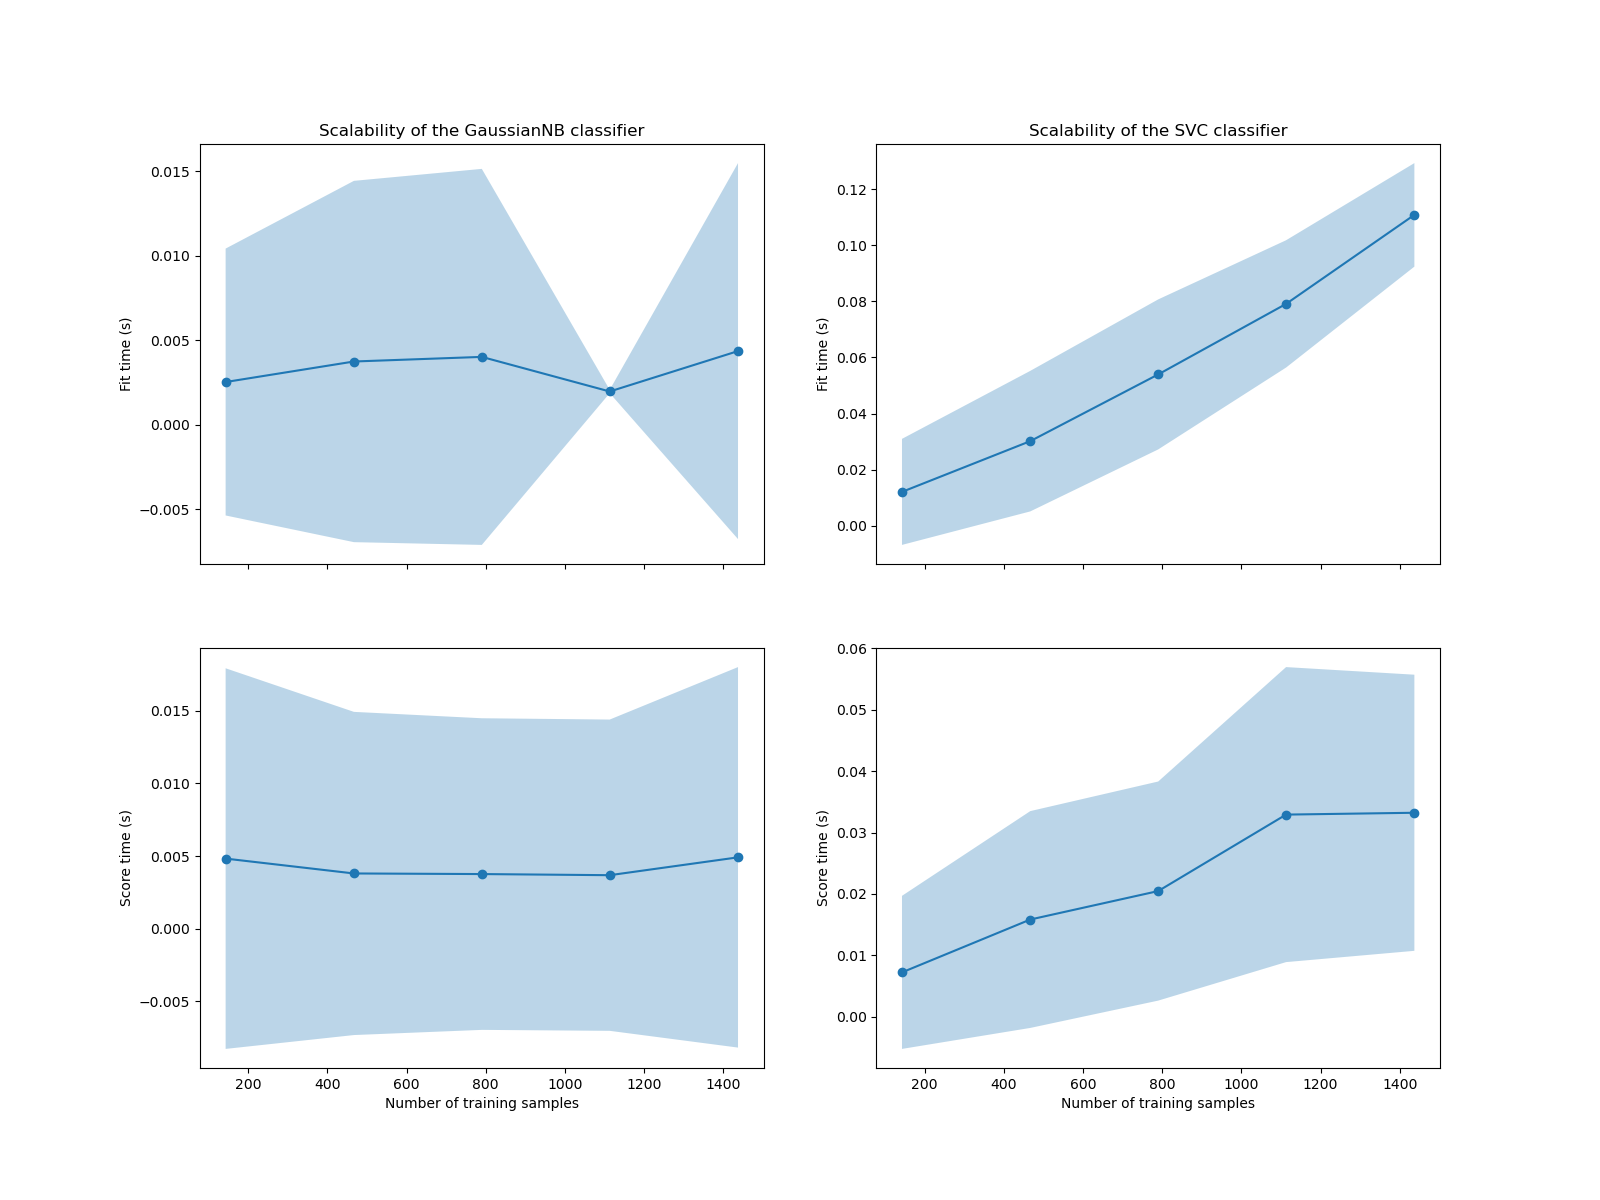 Scalability of the GaussianNB classifier
0.015
0.010
0.005
0.000
−0.005
Fit time (s)
Scalability of the SVC classifier
0.12
0.10
0.08
0.06
0.04
0.02
0.00
Fit time (s)
0.015
0.010
0.005
0.000
−0.005
Score time (s)
200 400 600 800 1000 1200 1400
Number of training samples
0.06
0.05
0.04
0.03
0.02
0.01
0.00
Score time (s)
200 400 600 800 1000 1200 1400
Number of training samples